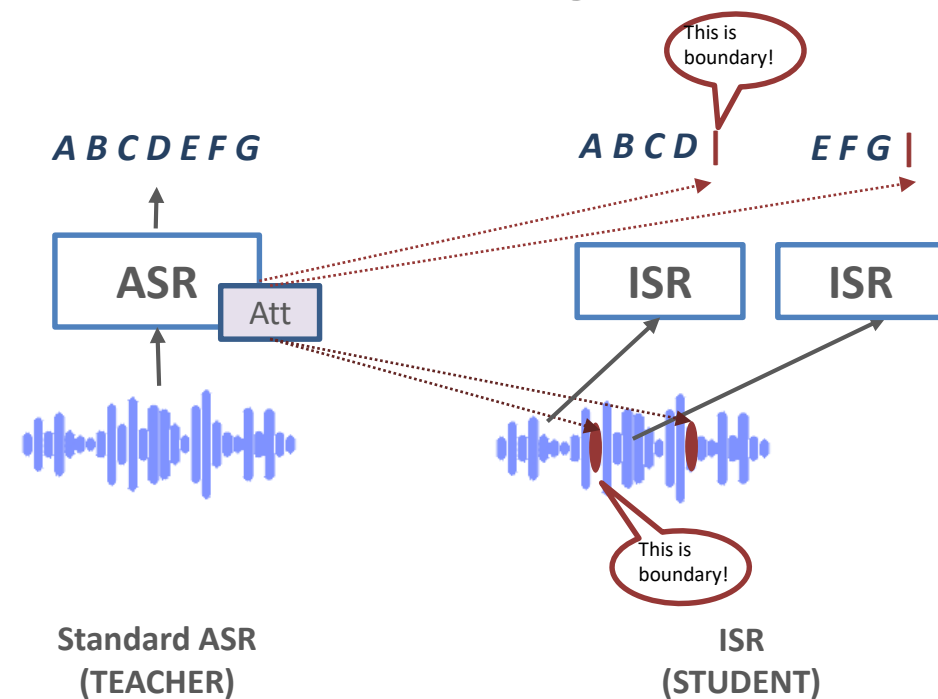 This is
boundary!
A B C D E F G
A B C D |
E F G |
ASR
Att
ISR
ISR
This is
boundary!
Standard ASR
(TEACHER)
ISR
(STUDENT)